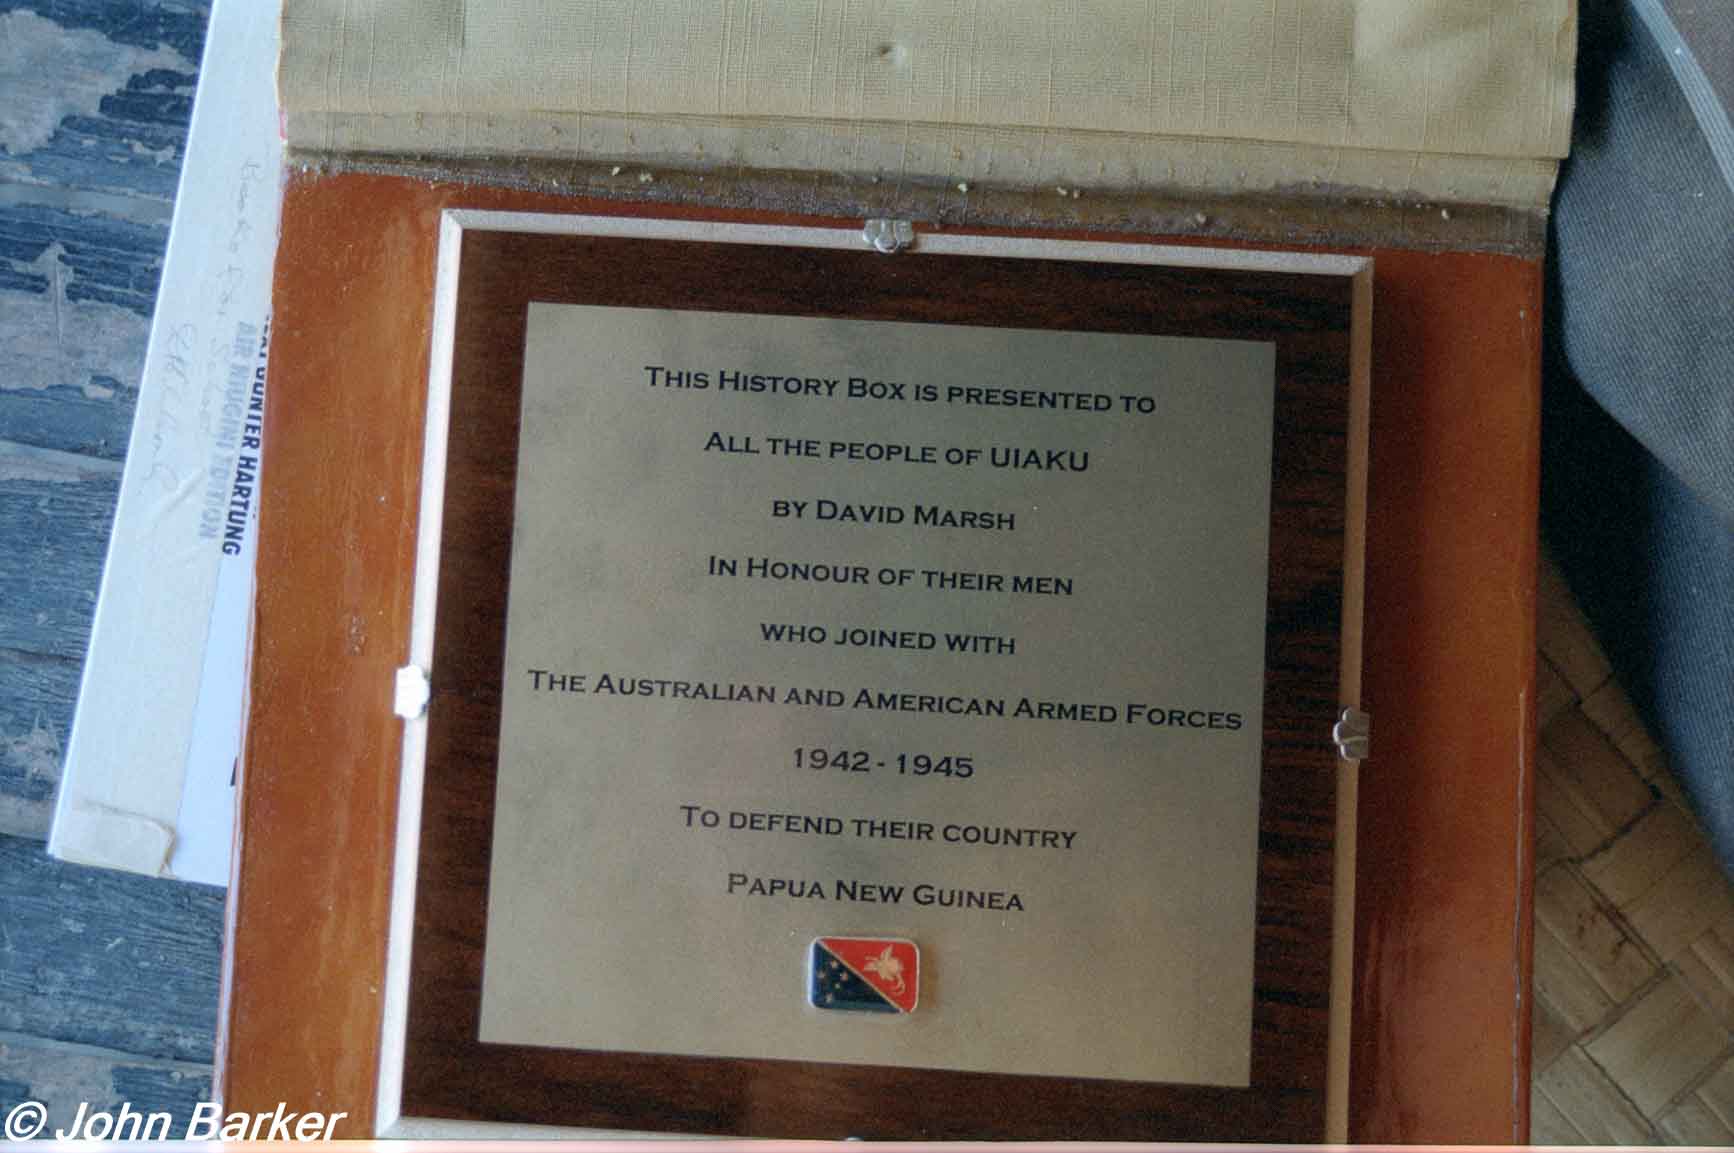 THIS HISTORY BOX IS PRESENTED TO
ALL THE PEOPLE OF UIAKU
BY DAVID MARSH
IN HONOUR OF THEIR MEN
WHO JOINED WITH
THE AUSTRALIAN AND AMERICAN ARMED FORCES
1942 - 1945
TO DEFEND THEIR COUNTRY
PAPUA NEW GUINEA
GUNTER HARTUNG
AIR NIUGINI
© John Barker